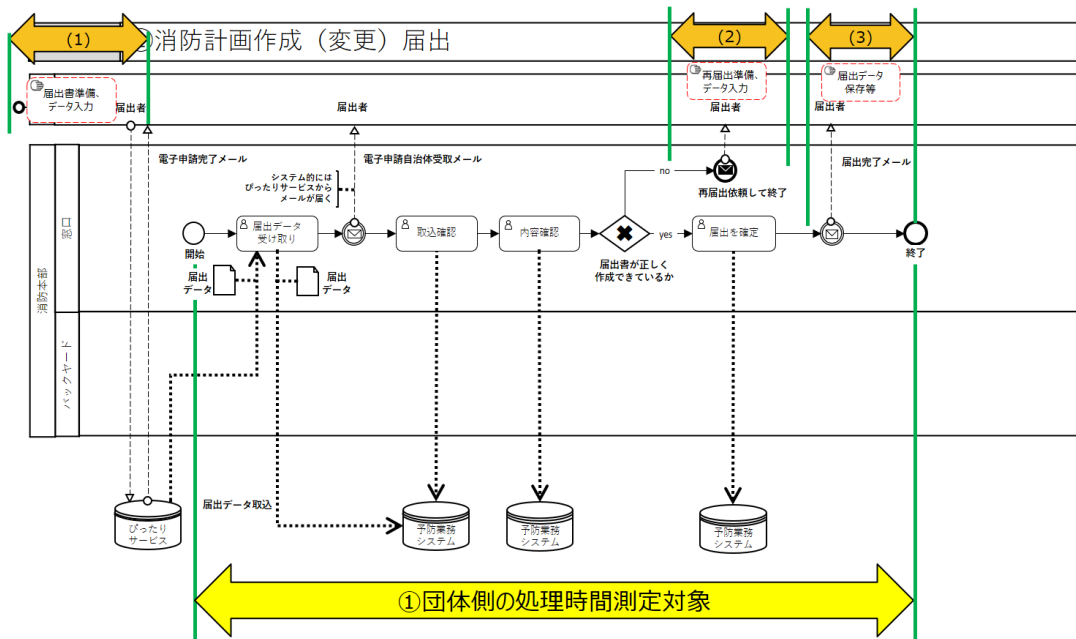 (1)
消防計画作成（変更）届出
(2)
(3)
届出書準備、
データ入力
届出者
届出者
再届出準備、
データ入力
届出者
届出データ
保存等
届出者
電子申請完了メール
電子申請自治体受取メール
届出完了メール
システム的には
ぴったりサービスから
メールが届く
no
再届出依頼して終了
消防本部
窓口
開始
届出データ
受け取り
取込確認
内容確認
yes
届出を確定
終了
届出書が正しく
作成できているか
届出
データ
届出
データ
バックヤード
届出データ取込
ぴったり
サービス
予防業務
システム
予防業務
システム
予防業務
システム
①団体側の処理時間測定対象